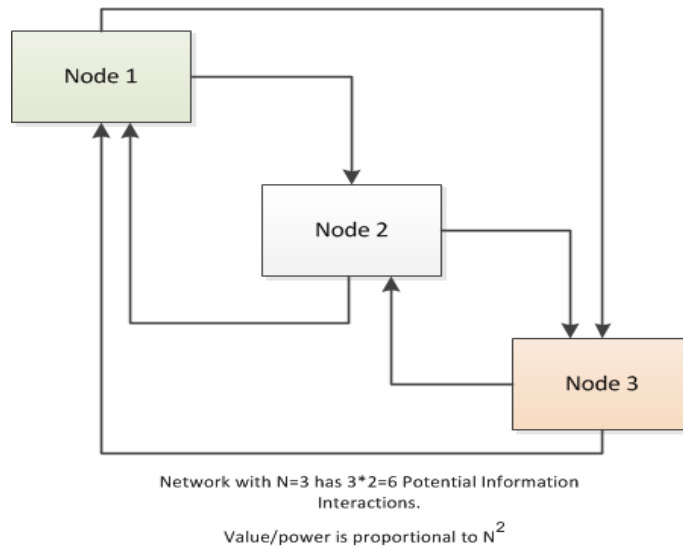 Node 1
Node 2
Node 3
Network with N=3 has 3*2=6 Potential Information
Interactions.
Value/power is proportional to N²